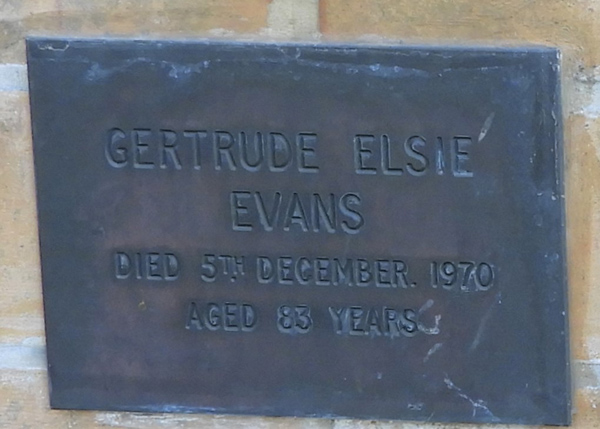 GERTRUDE ELSIE
EVANS
DIED 5TH DECEMBER. 1970
AGED 83 YEARS